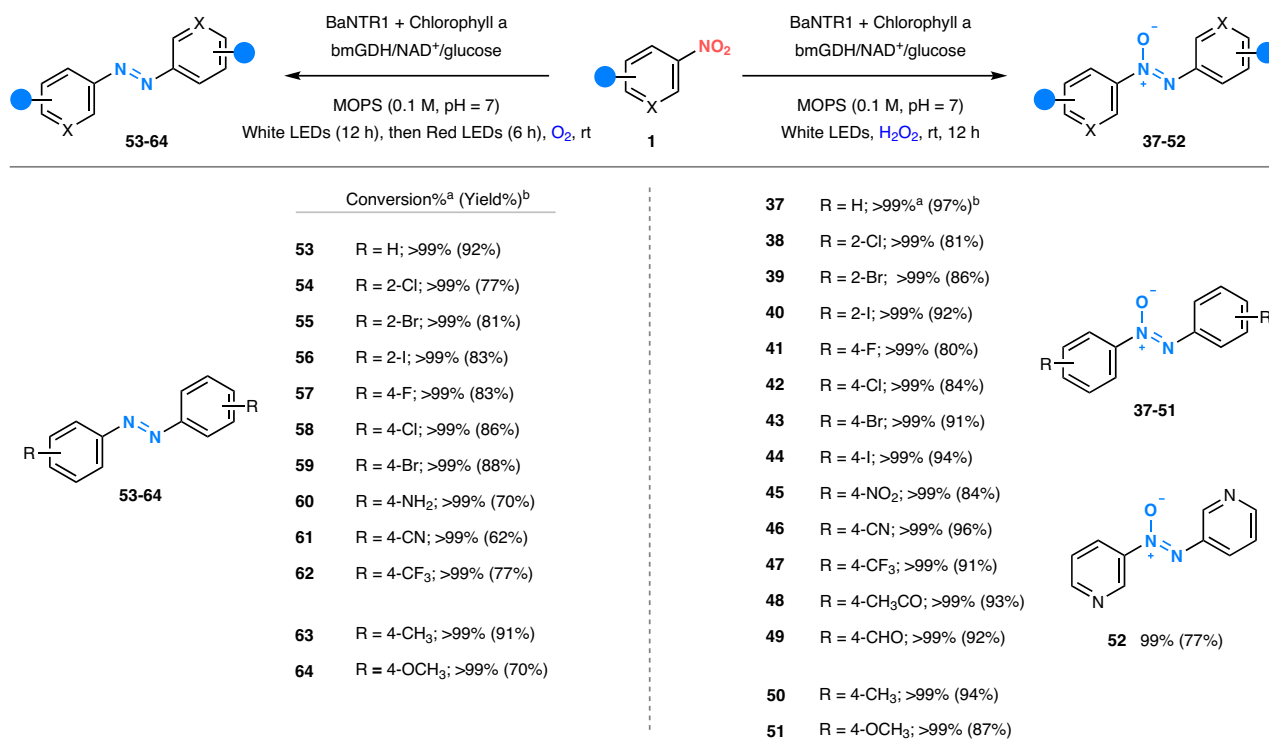 BaNTR1 + Chlorophyll a
bmGDH/NAD⁺/glucose
MOPS (0.1 M, pH = 7)
White LEDs (12 h), then Red LEDs (6 h), O₂, rt
X
N
N
X
53-64
NO₂
X
1
BaNTR1 + Chlorophyll a
bmGDH/NAD⁺/glucose
MOPS (0.1 M, pH = 7)
White LEDs, H₂O₂, rt, 12 h
X
O⁻
N⁺
N
X
37-52
Conversion%ᵃ (Yield%)ᵇ
53 R = H; >99% (92%)
54 R = 2-Cl; >99% (77%)
55 R = 2-Br; >99% (81%)
56 R = 2-I; >99% (83%)
57 R = 4-F; >99% (83%)
58 R = 4-Cl; >99% (86%)
59 R = 4-Br; >99% (88%)
60 R = 4-NH₂; >99% (70%)
61 R = 4-CN; >99% (62%)
62 R = 4-CF₃; >99% (77%)
63 R = 4-CH₃; >99% (91%)
64 R = 4-OCH₃; >99% (70%)
R
N
N
R
53-64
37 R = H; >99%ᵃ (97%)ᵇ
38 R = 2-Cl; >99% (81%)
39 R = 2-Br; >99% (86%)
40 R = 2-I; >99% (92%)
41 R = 4-F; >99% (80%)
42 R = 4-Cl; >99% (84%)
43 R = 4-Br; >99% (91%)
44 R = 4-I; >99% (94%)
45 R = 4-NO₂; >99% (84%)
46 R = 4-CN; >99% (96%)
47 R = 4-CF₃; >99% (91%)
48 R = 4-CH₃CO; >99% (93%)
49 R = 4-CHO; >99% (92%)
50 R = 4-CH₃; >99% (94%)
51 R = 4-OCH₃; >99% (87%)
O⁻
R
N⁺
N
R
37-51
N
O⁻
N⁺
N
N
52 99% (77%)